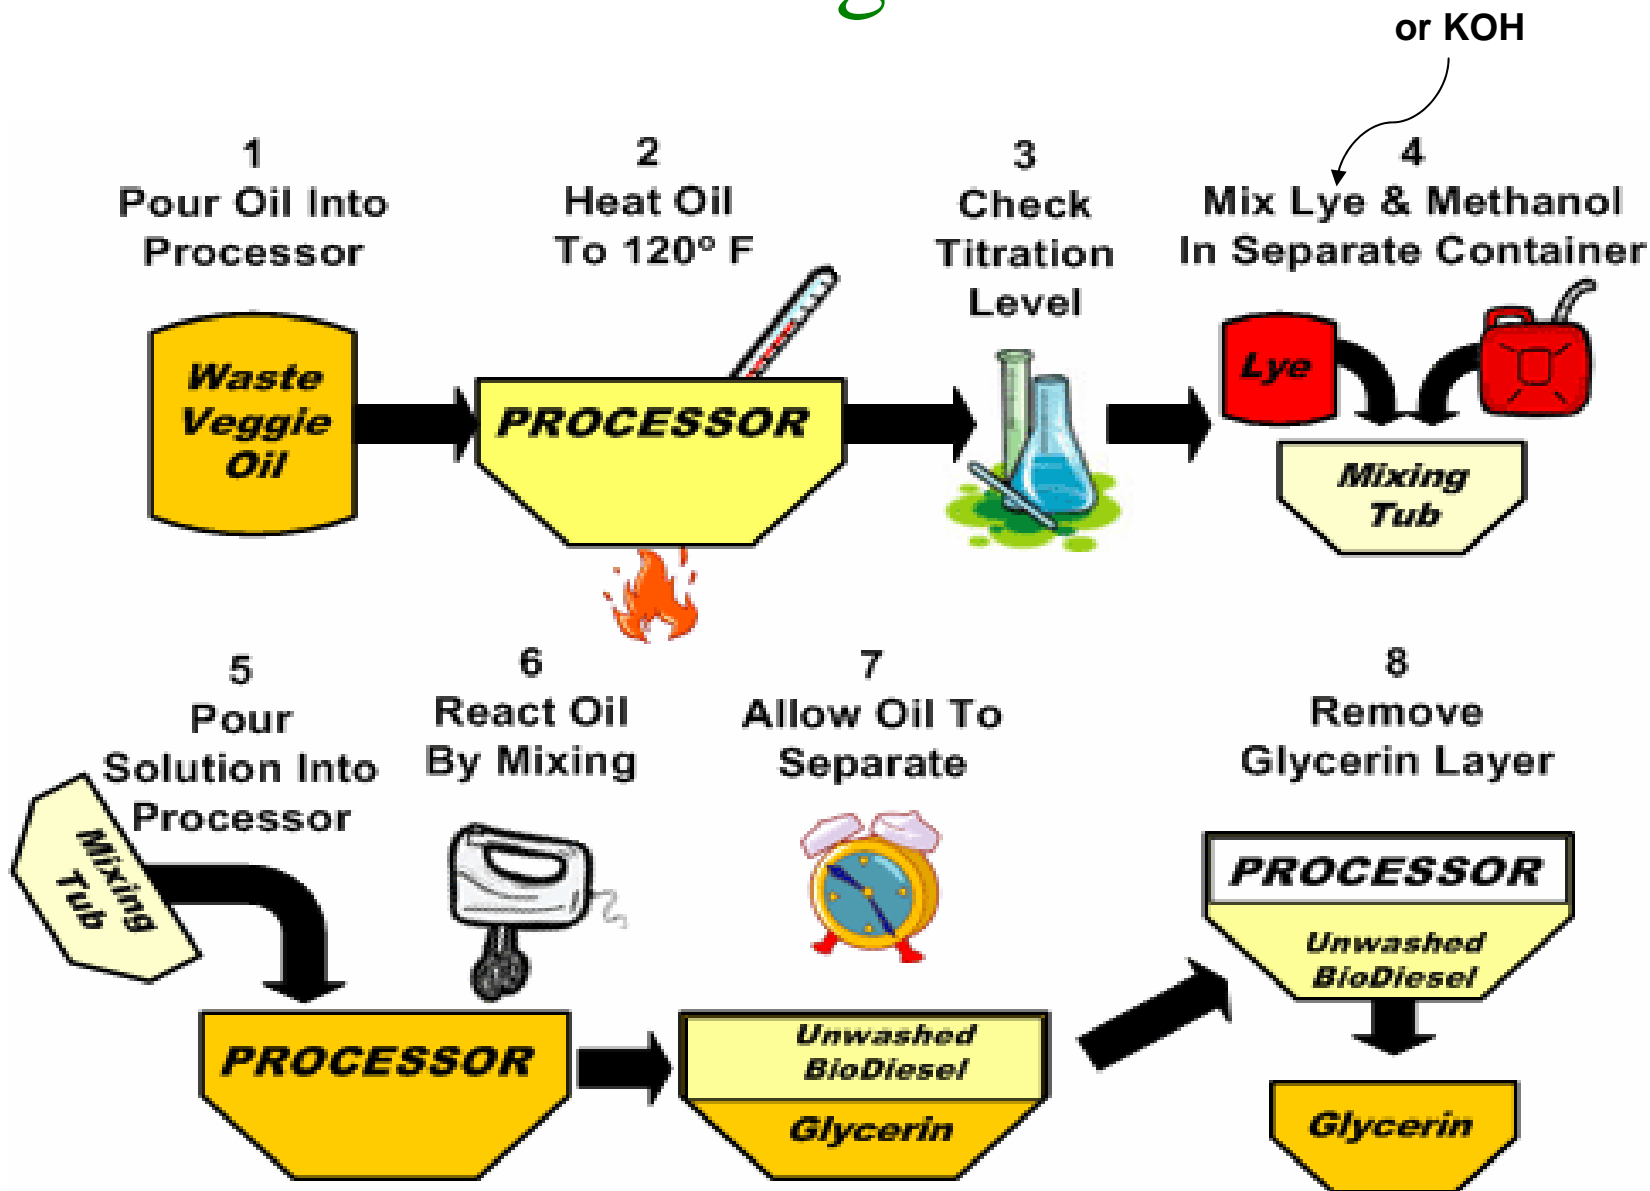 or KOH
1
Pour Oil Into
Processor
Waste
Veggie
Oil
2
Heat Oil
To 120º F
PROCESSOR
3
Check
Titration
Level
4
Mix Lye & Methanol
In Separate Container
Lye
Mixing
Tub
5
Pour
Solution Into
Processor
Mixing
Tub
PROCESSOR
6
React Oil
By Mixing
7
Allow Oil To
Separate
Unwashed
BioDiesel
Glycerin
8
Remove
Glycerin Layer
PROCESSOR
Unwashed
BioDiesel
Glycerin